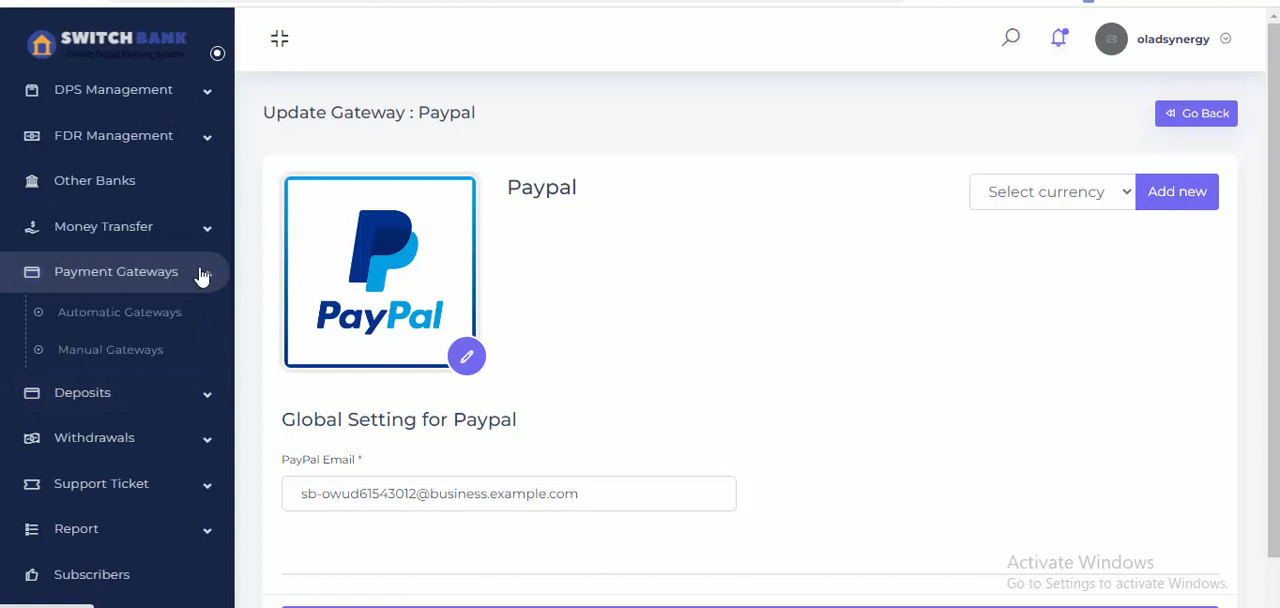 SWITCH BANK
oladsynergy
DPS Management
FDR Management
Other Banks
Money Transfer
Payment Gateways
Automatic Gateways
Manual Gateways
Deposits
Withdrawals
Support Ticket
Report
Subscribers
Update Gateway : Paypal
Go Back
PayPal
Paypal
Select currency
Add new
Global Setting for Paypal
PayPal Email *
sb-owud61543012@business.example.com
Activate Windows
Go to Settings to activate Windows.